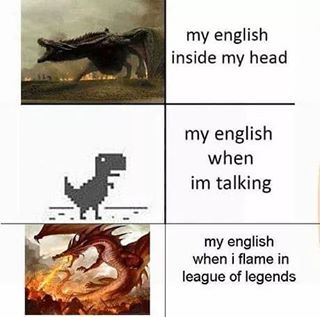 my english
inside my head
my english
when
im talking
my english
when i flame in
league of legends